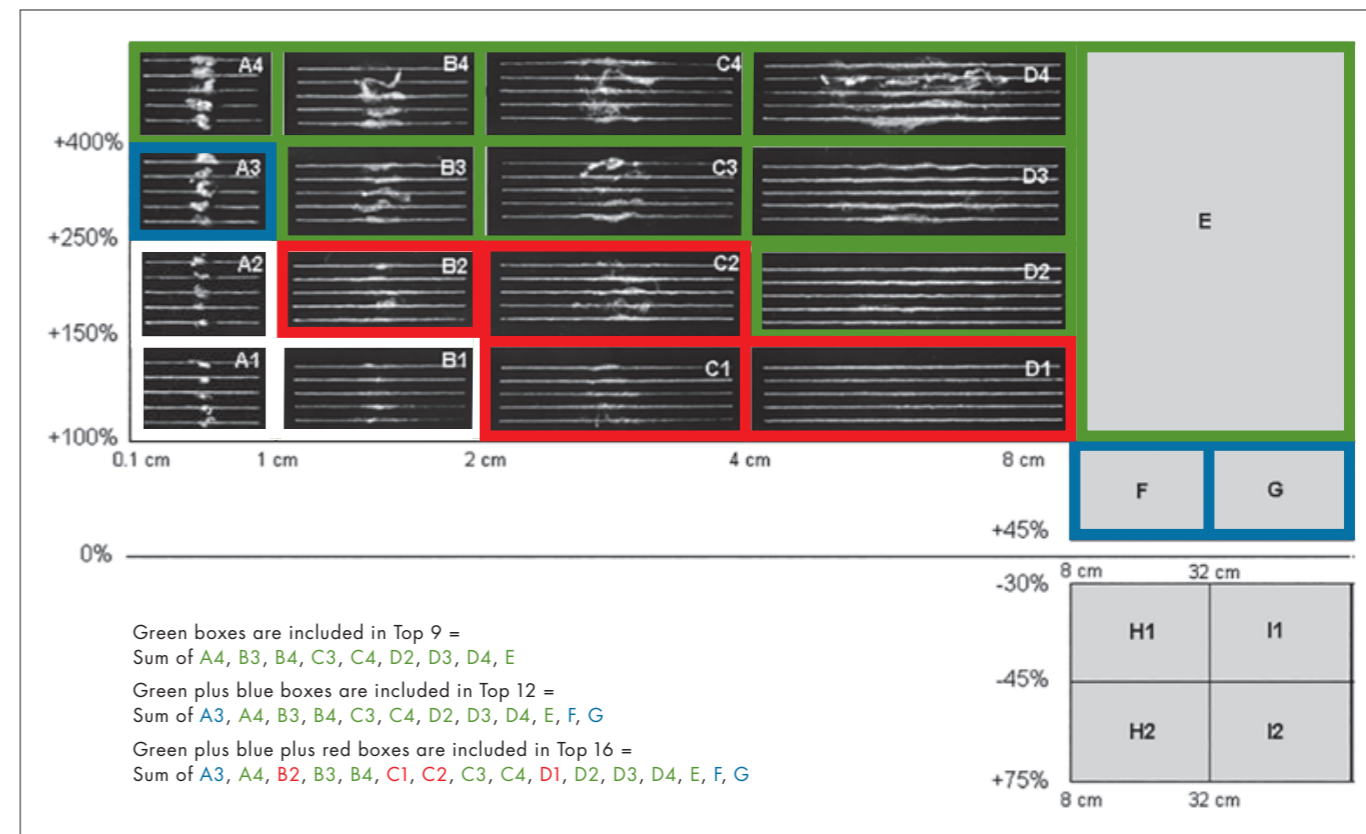 A4 B4 C4 D4
+400%
A3 B3 C3 D3
+250%
E
A2 B2 C2 D2
+150%
A1 B1 C1 D1
+100%
0.1 cm 1 cm 2 cm 4 cm 8 cm
F G
+45%
0%
8 cm 32 cm
-30%
H1 I1
-45%
H2 I2
+75%
8 cm 32 cm
Green boxes are included in Top 9 =
Sum of A4, B3, B4, C3, C4, D2, D3, D4, E
Green plus blue boxes are included in Top 12 =
Sum of A3, A4, B3, B4, C3, C4, D2, D3, D4, E, F, G
Green plus blue plus red boxes are included in Top 16 =
Sum of A3, A4, B2, B3, B4, C1, C2, C3, C4, D1, D2, D3, D4, E, F, G